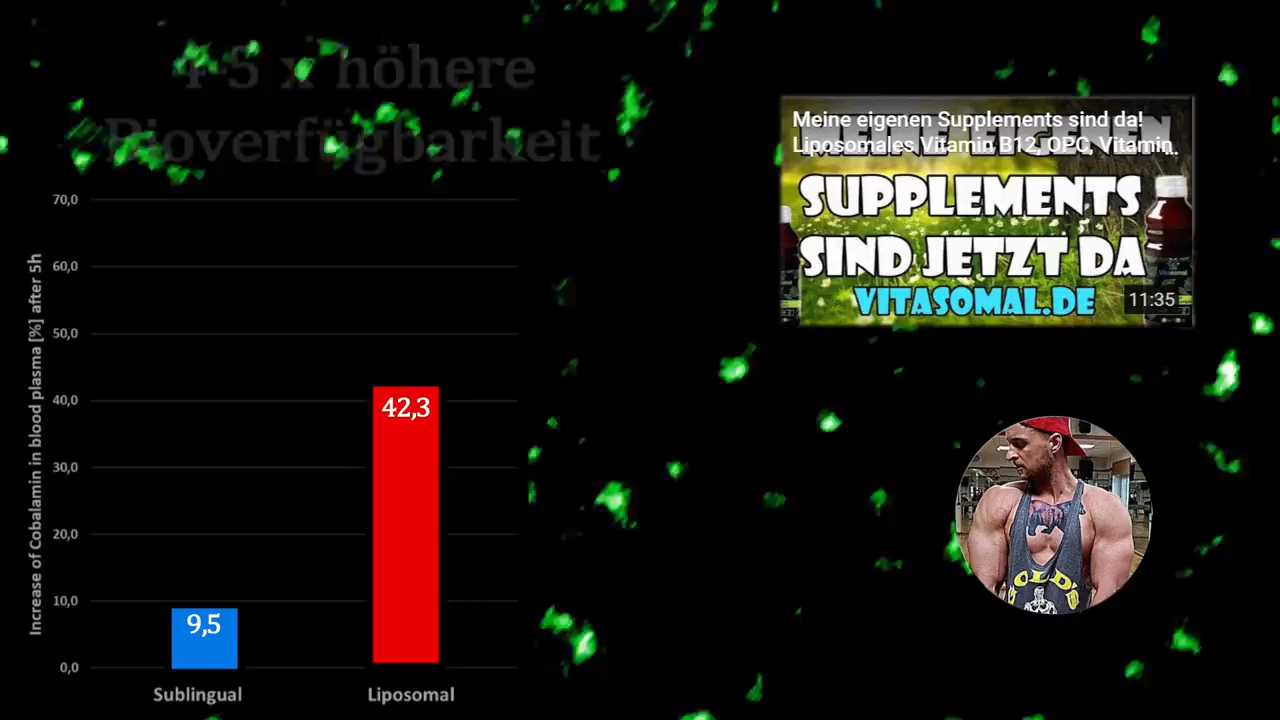 4-5 x höhere
Bioverfügbarkeit
70,0
60,0
50,0
40,0
30,0
20,0
10,0
0,0
Increase of Cobalamin in blood plasma [%] after 5h
9,5
42,3
Sublingual
Liposomal
Meine eigenen Supplements sind da!
Liposomales Vitamin B12, OPC, Vitamin...
MEINE EIGENEN
SUPPLEMENTS
SIND JETZT DA
VITASOMAL.DE
11:35
GOLD'S